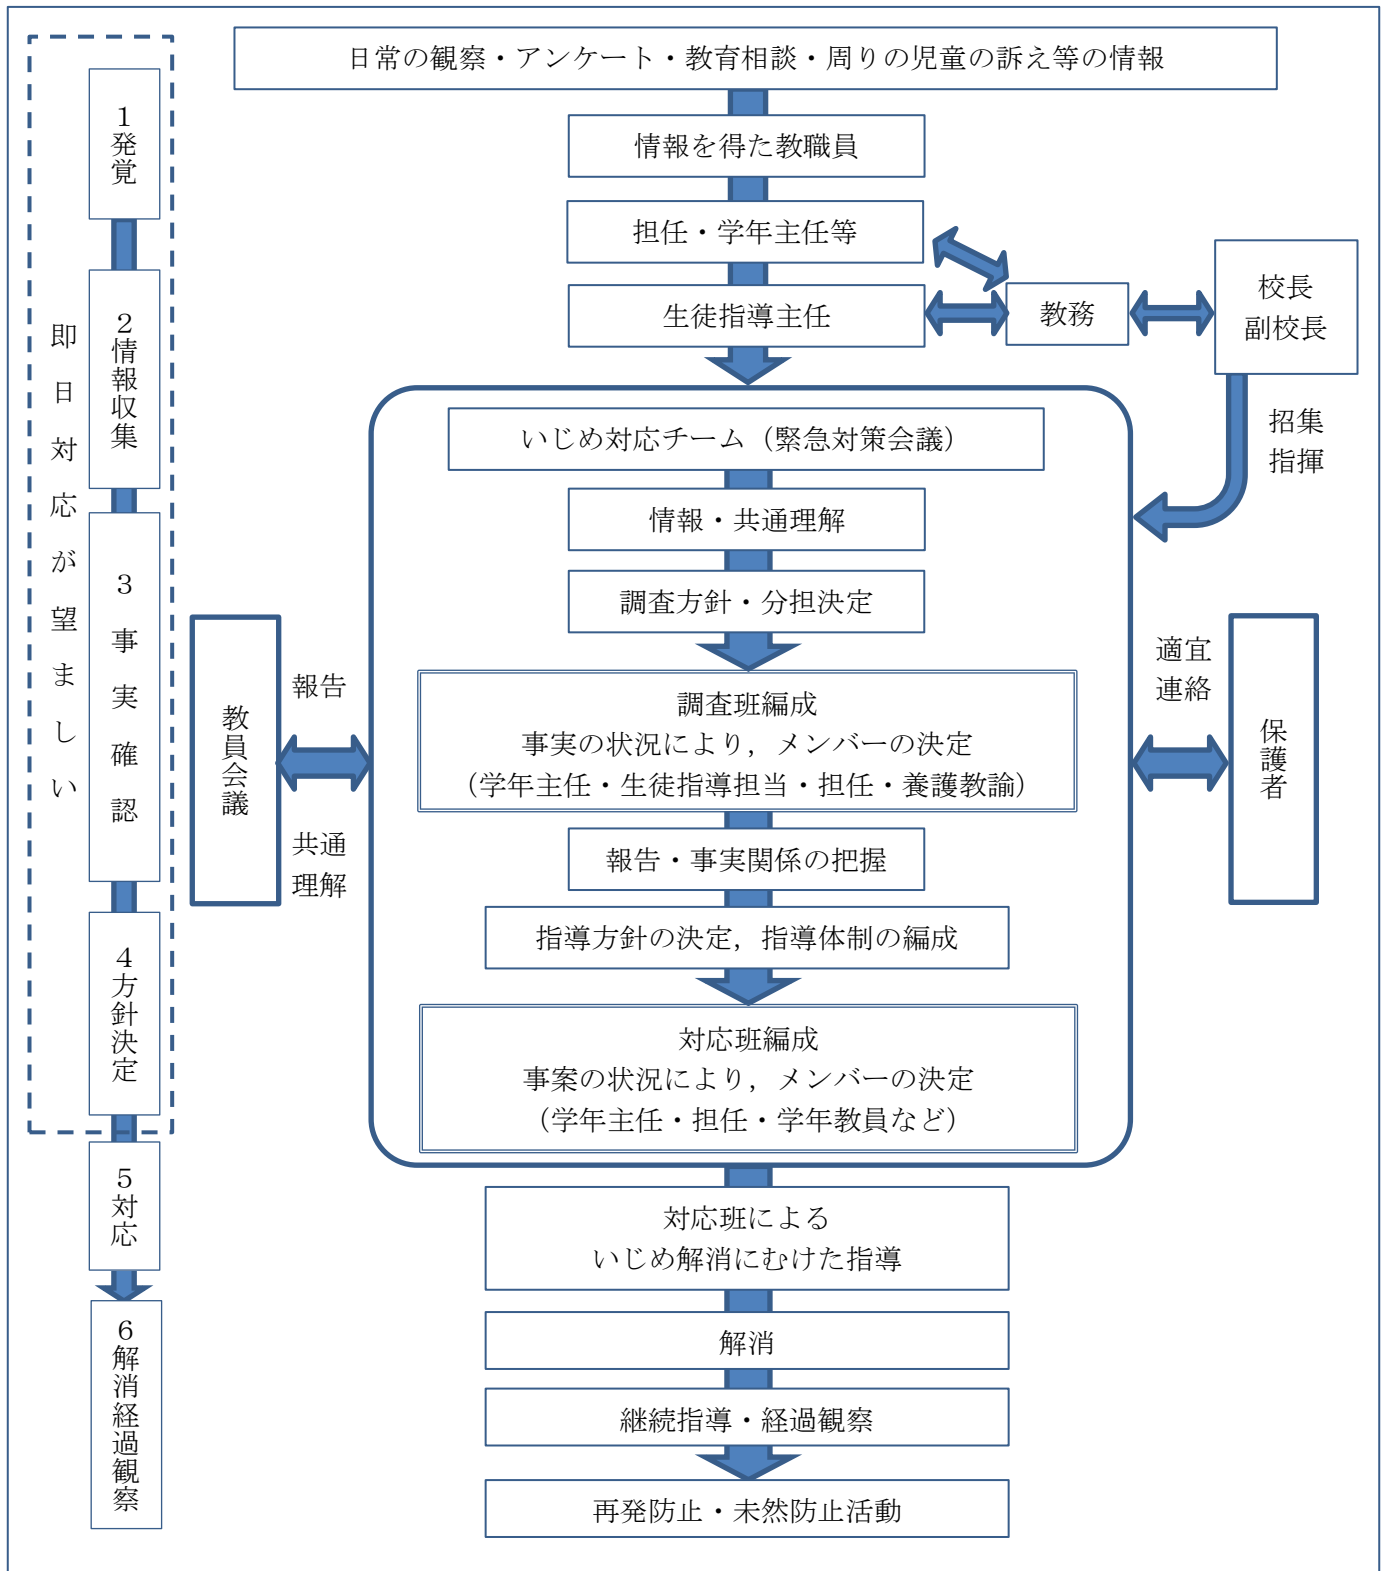 日常の観察・アンケート・教育相談・周りの児童の訴え等の情報
情報を得た教職員
担任・学年主任等
生徒指導主任
教務
校長
副校長
招集
指揮
いじめ対応チーム（緊急対策会議）
情報・共通理解
調査方針・分担決定
調査班編成
事実の状況により，メンバーの決定
（学年主任・生徒指導担当・担任・養護教諭）
報告・事実関係の把握
指導方針の決定，指導体制の編成
対応班編成
事案の状況により，メンバーの決定
（学年主任・担任・学年教員など）
教員会議
報告
共通
理解
適宜
連絡
保護者
対応班による
いじめ解消にむけた指導
解消
継続指導・経過観察
再発防止・未然防止活動
即日対応が望ましい
１発覚
２情報収集
３事実確認
４方針決定
５対応
６解消経過観察